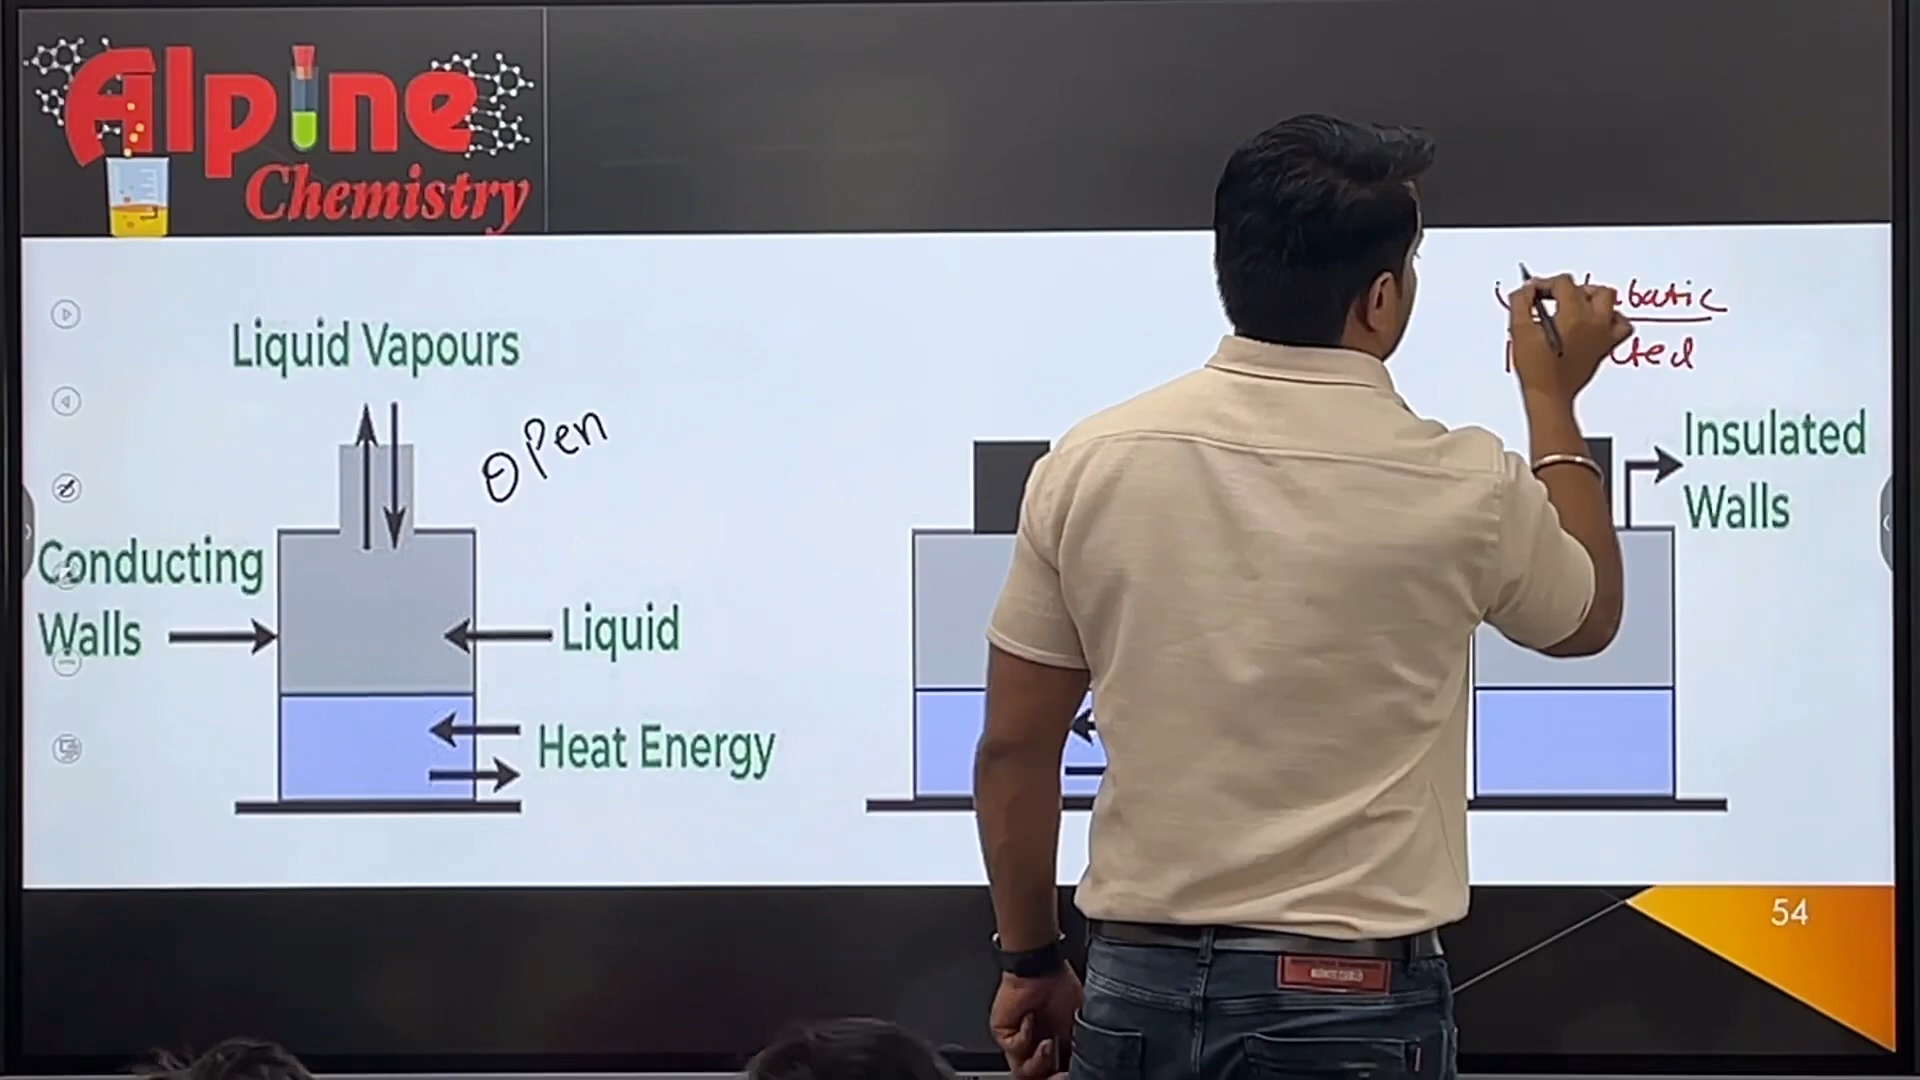 Alpine
Chemistry
Liquid Vapours
Open
Conducting
Walls
Liquid
Heat Energy
Insulated
Walls
54